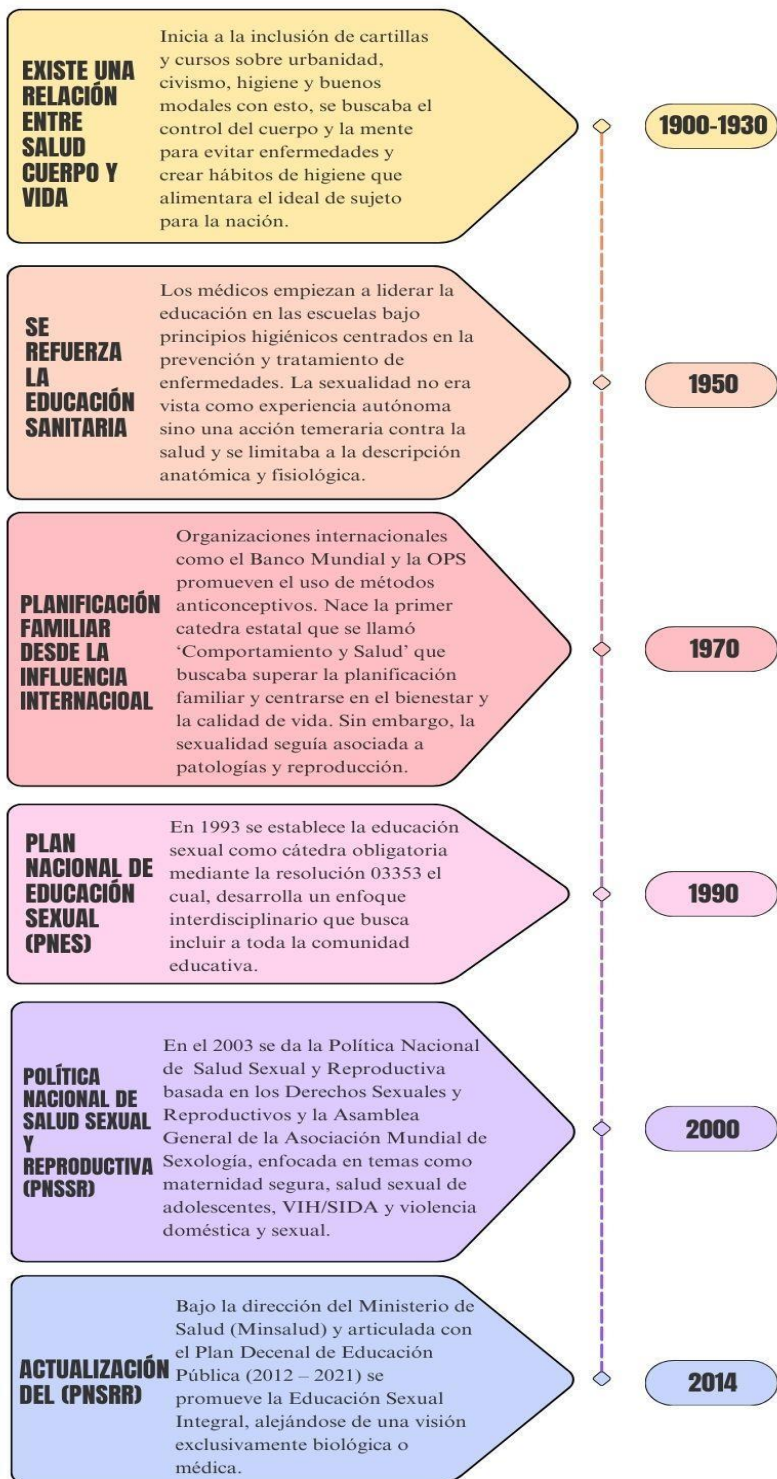 EXISTE UNA
RELACIÓN
ENTRE
SALUD
CUERPO Y
VIDA
Inicia a la inclusión de cartillas
y cursos sobre urbanidad,
civismo, higiene y buenos
modales con esto, se buscaba el
control del cuerpo y la mente
para evitar enfermedades y
crear hábitos de higiene que
alimentara el ideal de sujeto
para la nación.
1900-1930
SE
REFUERZA
LA
EDUCACIÓN
SANITARIA
Los médicos empiezan a liderar la
educación en las escuelas bajo
principios higiénicos centrados en la
prevención y tratamiento de
enfermedades. La sexualidad no era
vista como experiencia autónoma
sino una acción temeraria contra la
salud y se limitaba a la descripción
anatómica y fisiológica.
1950
PLANIFICACIÓN
FAMILIAR
DESDE LA
INFLUENCIA
INTERNACIOAL
Organizaciones internacionales
como el Banco Mundial y la OPS
promueven el uso de métodos
anticonceptivos. Nace la primer
catedra estatal que se llamó
‘Comportamiento y Salud’ que
buscaba superar la planificación
familiar y centrarse en el bienestar y
la calidad de vida. Sin embargo, la
sexualidad seguía asociada a
patologías y reproducción.
1970
PLAN
NACIONAL DE
EDUCACIÓN
SEXUAL
(PNES)
En 1993 se establece la educación
sexual como cátedra obligatoria
mediante la resolución 03353 el
cual, desarrolla un enfoque
interdisciplinario que busca
incluir a toda la comunidad
educativa.
1990
POLÍTICA
NACIONAL DE
SALUD SEXUAL
Y
REPRODUCTIVA
(PNSSR)
En el 2003 se da la Política Nacional
de Salud Sexual y Reproductiva
basada en los Derechos Sexuales y
Reproductivos y la Asamblea
General de la Asociación Mundial de
Sexología, enfocada en temas como
maternidad segura, salud sexual de
adolescentes, VIH/SIDA y violencia
doméstica y sexual.
2000
ACTUALIZACIÓN
DEL (PNSRR)
Bajo la dirección del Ministerio de
Salud (Minsalud) y articulada con
el Plan Decenal de Educación
Pública (2012 – 2021) se
promueve la Educación Sexual
Integral, alejándose de una visión
exclusivamente biológica o
médica.
2014